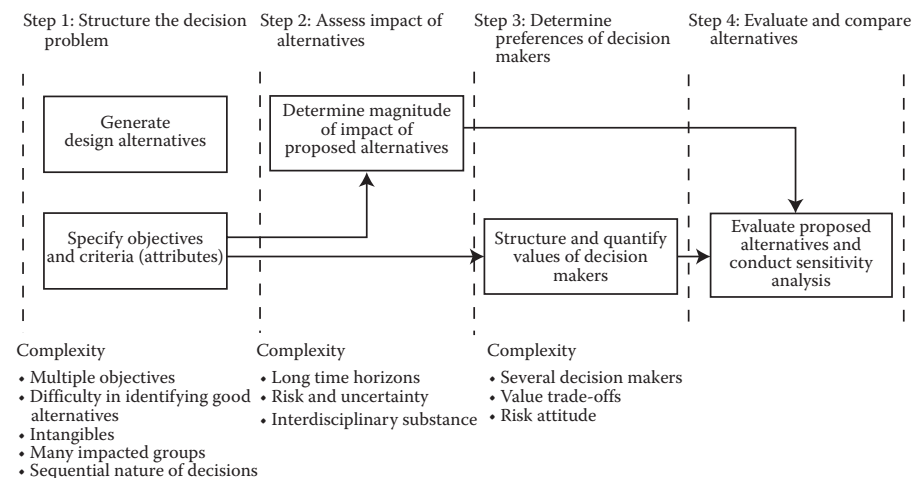 Step 1: Structure the decision
problem
Step 2: Assess impact of
alternatives
Step 3: Determine
preferences of decision
makers
Step 4: Evaluate and compare
alternatives
Generate
design alternatives
Determine magnitude
of impact of
proposed alternatives
Specify objectives
and criteria (attributes)
Structure and quantify
values of decision
makers
Evaluate proposed
alternatives and
conduct sensitivity
analysis
Complexity
• Multiple objectives
• Difficulty in identifying good
alternatives
• Intangibles
• Many impacted groups
• Sequential nature of decisions
Complexity
• Long time horizons
• Risk and uncertainty
• Interdisciplinary substance
Complexity
• Several decision makers
• Value trade-offs
• Risk attitude